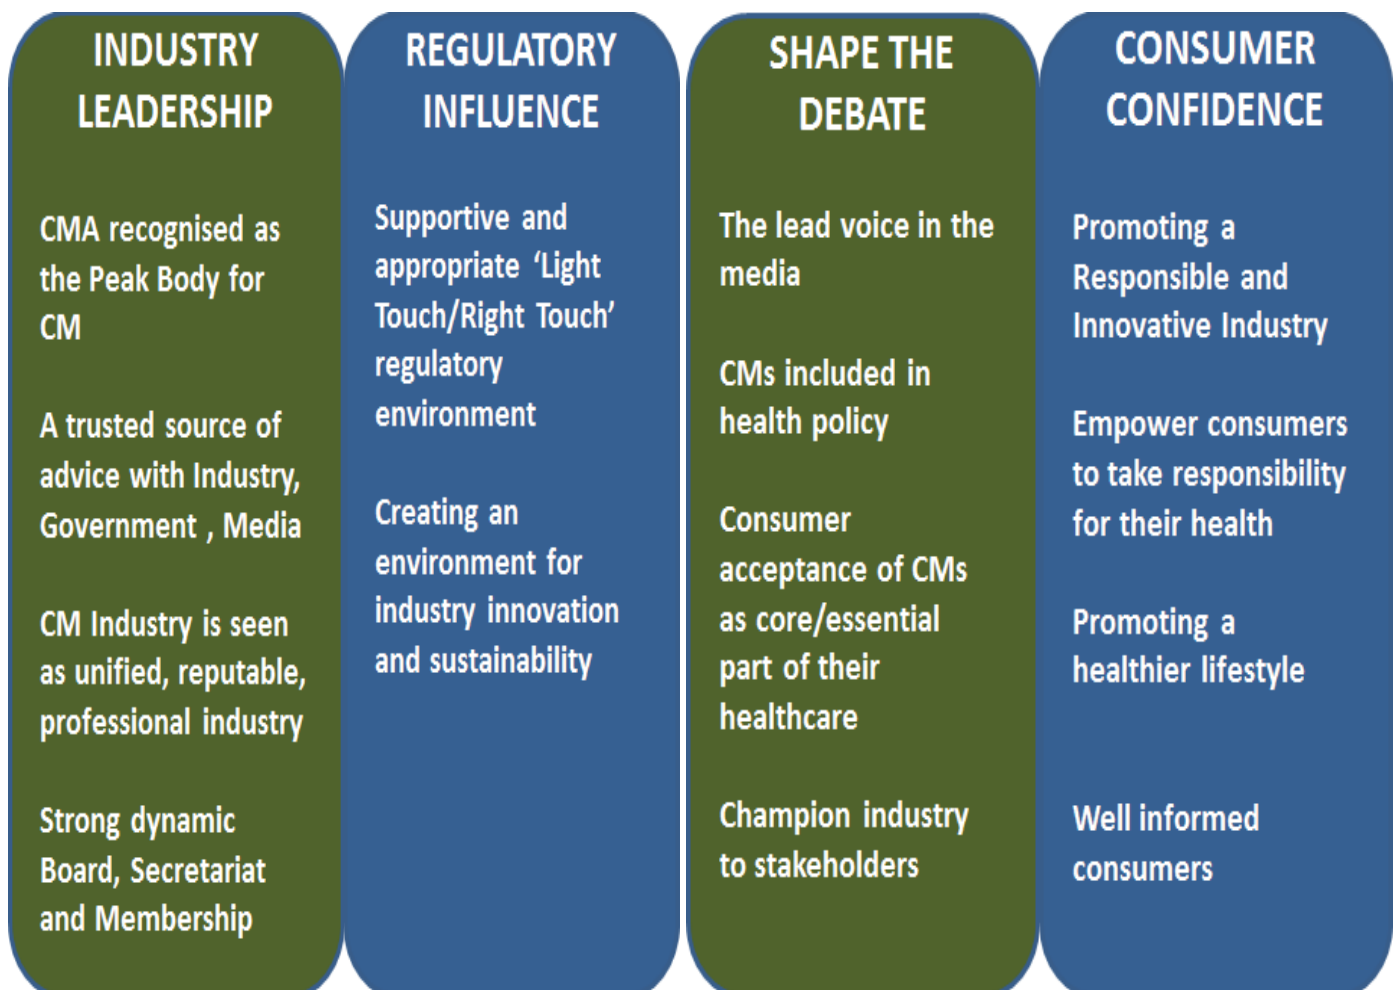 INDUSTRY
LEADERSHIP
CMA recognised as
the Peak Body for
CM
A trusted source of
advice with Industry,
Government , Media
CM Industry is seen
as unified, reputable,
professional industry
Strong dynamic
Board, Secretariat
and Membership
REGULATORY
INFLUENCE
Supportive and
appropriate ‘Light
Touch/Right Touch’
regulatory
environment
Creating an
environment for
industry innovation
and sustainability
SHAPE THE
DEBATE
The lead voice in the
media
CMs included in
health policy
Consumer
acceptance of CMs
as core/essential
part of their
healthcare
Champion industry
to stakeholders
CONSUMER
CONFIDENCE
Promoting a
Responsible and
Innovative Industry
Empower consumers
to take responsibility
for their health
Promoting a
healthier lifestyle
Well informed
consumers